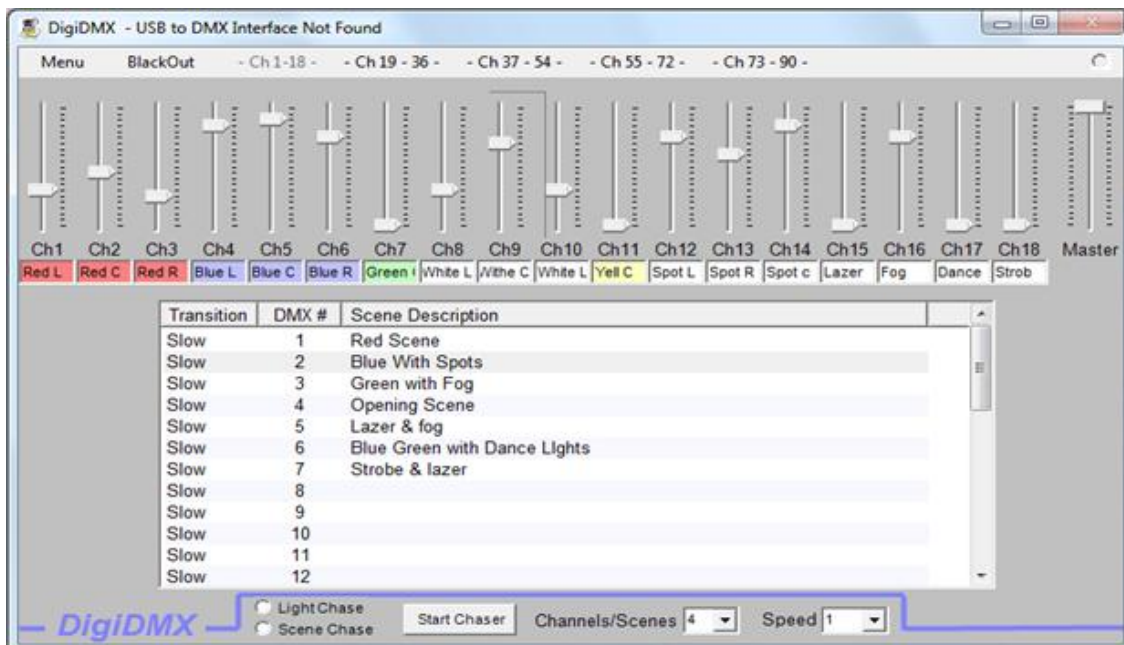 DigiDMX - USB to DMX Interface Not Found
Menu BlackOut - Ch 1-18 - - Ch 19 - 36 - - Ch 37 - 54 - - Ch 55 - 72 - - Ch 73 - 90 -
Ch1 Ch2 Ch3 Ch4 Ch5 Ch6 Ch7 Ch8 Ch9 Ch10 Ch11 Ch12 Ch13 Ch14 Ch15 Ch16 Ch17 Ch18 Master
Red L Red C Red R Blue L Blue C Blue R Green White L Withe C White L Yell C Spot L Spot R Spot c Lazer Fog Dance Strob
Transition DMX # Scene Description
Slow 1 Red Scene
Slow 2 Blue With Spots
Slow 3 Green with Fog
Slow 4 Opening Scene
Slow 5 Lazer & fog
Slow 6 Blue Green with Dance LIghts
Slow 7 Strobe & lazer
Slow 8
Slow 9
Slow 10
Slow 11
Slow 12
DigiDMX
Light Chase
Scene Chase
Start Chaser Channels/Scenes 4 Speed 1